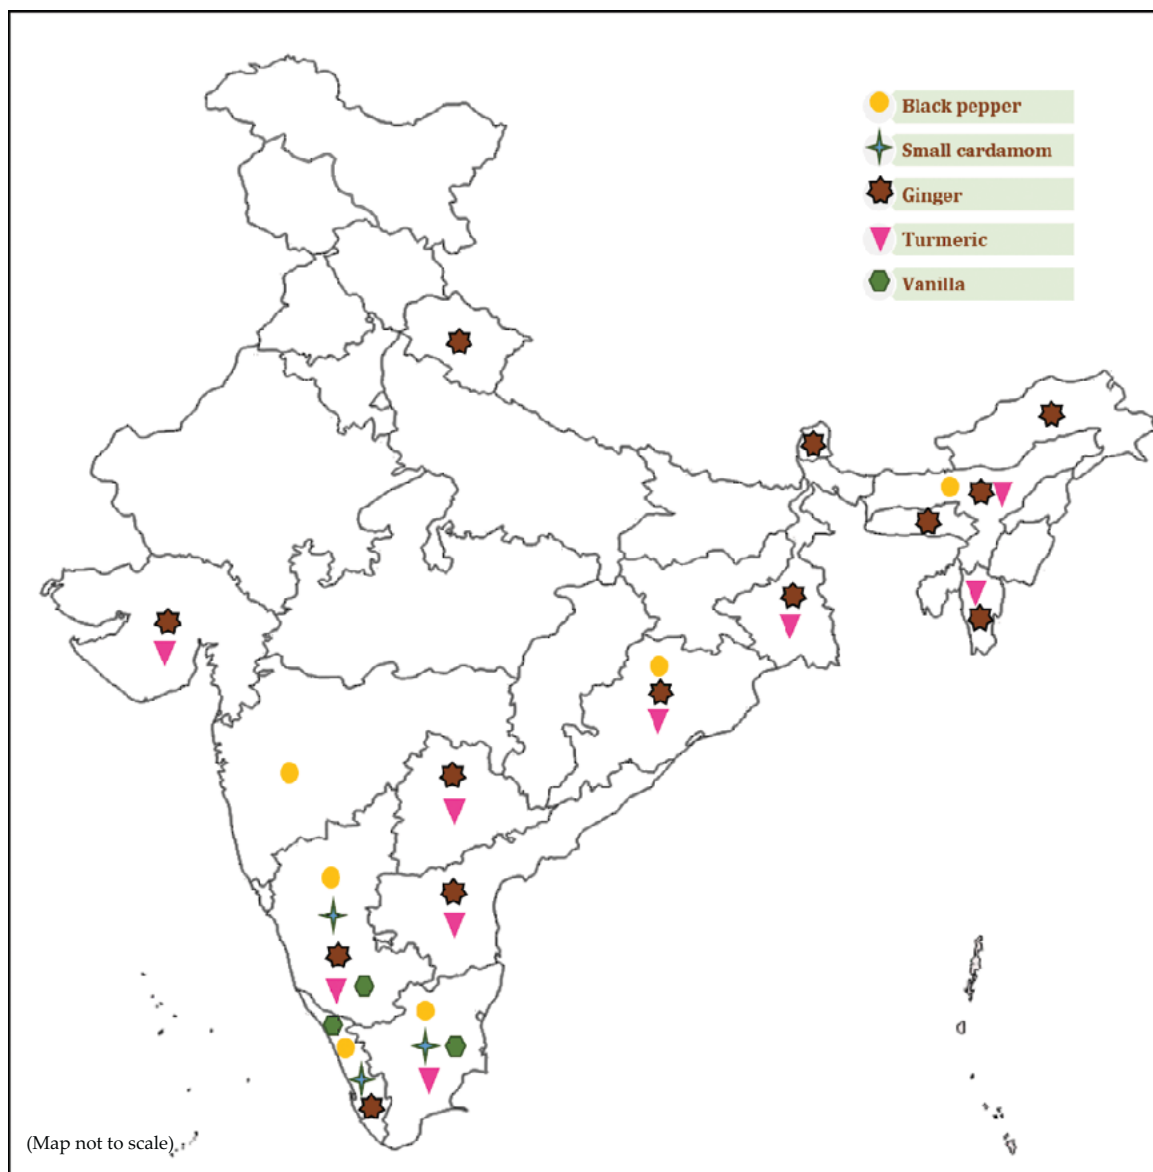 Black pepper
Small cardamom
Ginger
Turmeric
Vanilla
(Map not to scale)